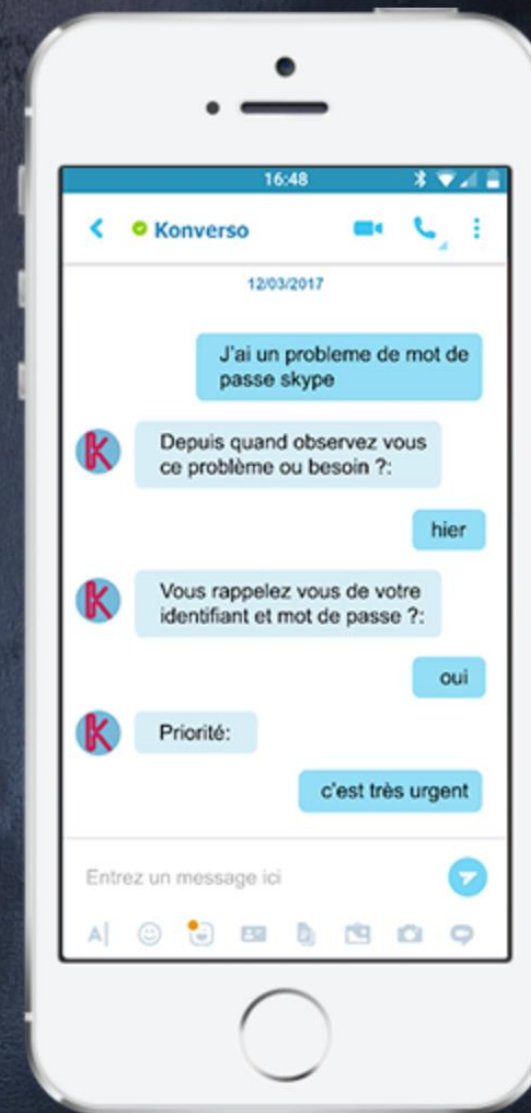 16:48
Konverso
12/03/2017
J'ai un probleme de mot de
passe skype
K
Depuis quand observez vous
ce problème ou besoin ?:
hier
K
Vous rappelez vous de votre
identifiant et mot de passe ?:
oui
K
Priorité:
c'est très urgent
Entrez un message ici
A